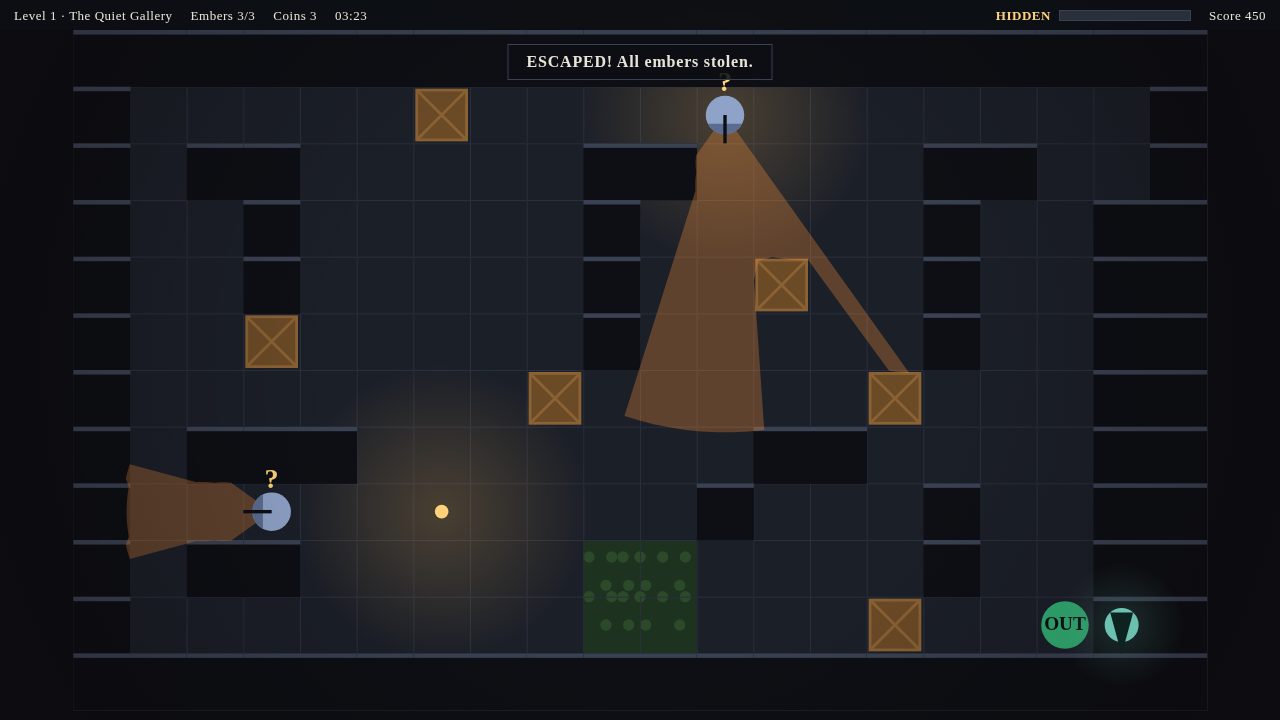 Level 1 · The Quiet Gallery Embers 3/3 Coins 3 03:23 HIDDEN Score 450
ESCAPED! All embers stolen.
?
?
OUT